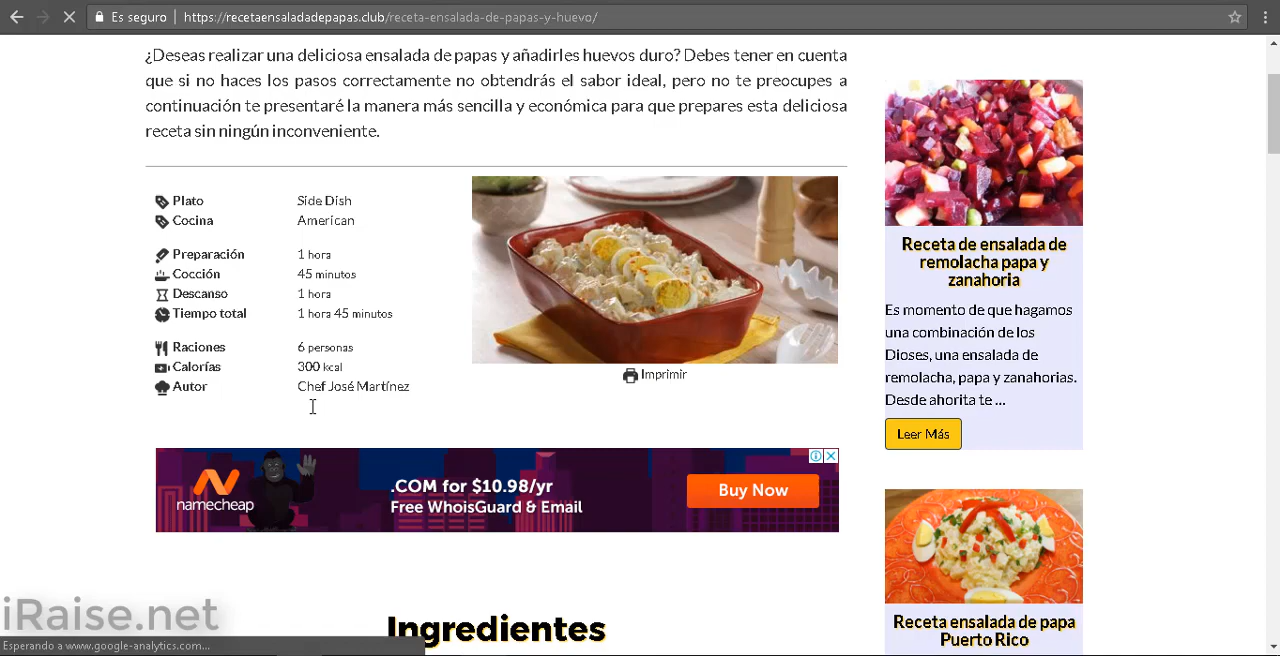 Es seguro | https://recetaensaladadepapas.club/receta-ensalada-de-papas-y-huevo/
¿Deseas realizar una deliciosa ensalada de papas y añadirles huevos duro? Debes tener en cuenta
que si no haces los pasos correctamente no obtendrás el sabor ideal, pero no te preocupes a
continuación te presentaré la manera más sencilla y económica para que prepares esta deliciosa
receta sin ningún inconveniente.
Plato Side Dish
Cocina American
Preparación 1 hora
Cocción 45 minutos
Descanso 1 hora
Tiempo total 1 hora 45 minutos
Raciones 6 personas
Calorías 300 kcal
Autor Chef José Martínez
Imprimir
namecheap
.COM for $10.98/yr
Free WhoisGuard & Email
Buy Now
Ingredientes
Receta de ensalada de
remolacha papa y
zanahoria
Es momento de que hagamos
una combinación de los
Dioses, una ensalada de
remolacha, papa y zanahorias.
Desde ahorita te ...
Leer Más
Receta ensalada de papa
Puerto Rico
iRaise.net
Esperando a www.google-analytics.com...